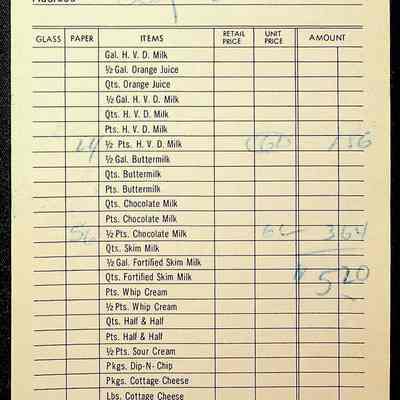 GLASS PAPER ITEMS RETAIL PRICE UNIT PRICE AMOUNT
Gal. H. V. D. Milk
½ Gal. Orange Juice
Qts. Orange Juice
½ Gal. H. V. D. Milk
Qts. H. V. D. Milk
Pts. H. V. D. Milk
24 ½ Pts. H. V. D. Milk 156
½ Gal. Buttermilk
Qts. Buttermilk
Pts. Buttermilk
Qts. Chocolate Milk
Pts. Chocolate Milk
56 ½ Pts. Chocolate Milk 364
Qts. Skim Milk
½ Gal. Fortified Skim Milk
Qts. Fortified Skim Milk 520
Pts. Whip Cream
½ Pts. Whip Cream
Qts. Half & Half
Pts. Half & Half
½ Pts. Sour Cream
Pkgs. Dip-N- Chip
Pkgs. Cottage Cheese
Lbs. Cottage Cheese